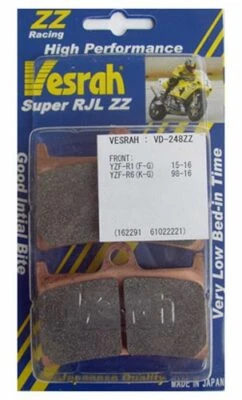 ZZ
Racing
High Performance
Vesrah
Super RJL ZZ
VESRAH : VD-248ZZ
FRONT:
YZF-R1(F-G) 15-16
YZF-R6(K-G) 98-16
(162291 61022221)
Good Initial Bite
Very Low Bed-in Time
Japanese Quality
MADE IN JAPAN